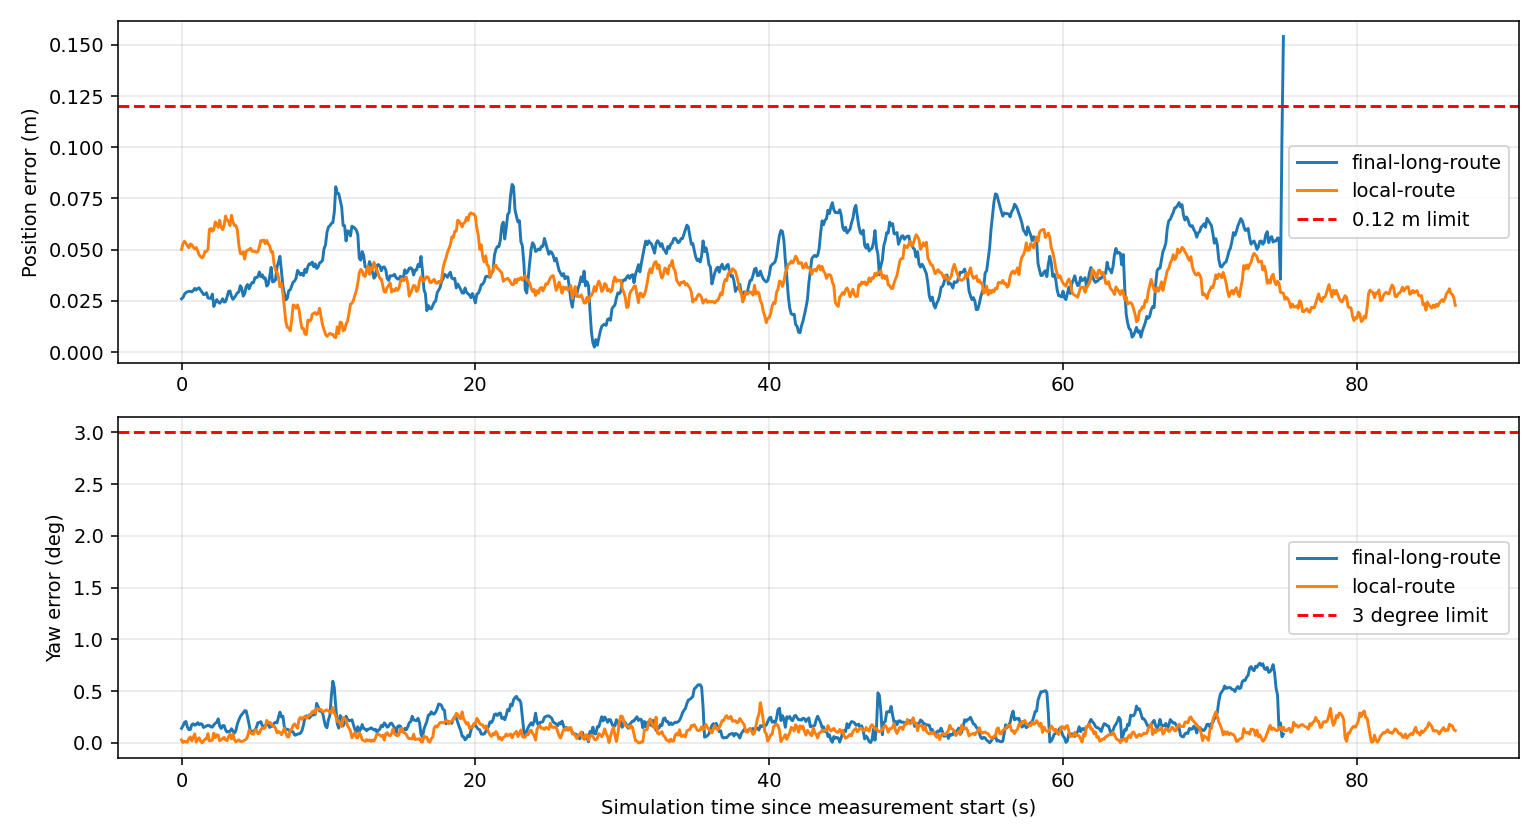 Position error (m)
0.150
0.125
0.100
0.075
0.050
0.025
0.000
final-long-route
local-route
0.12 m limit
0 20 40 60 80
Yaw error (deg)
3.0
2.5
2.0
1.5
1.0
0.5
0.0
final-long-route
local-route
3 degree limit
0 20 40 60 80
Simulation time since measurement start (s)